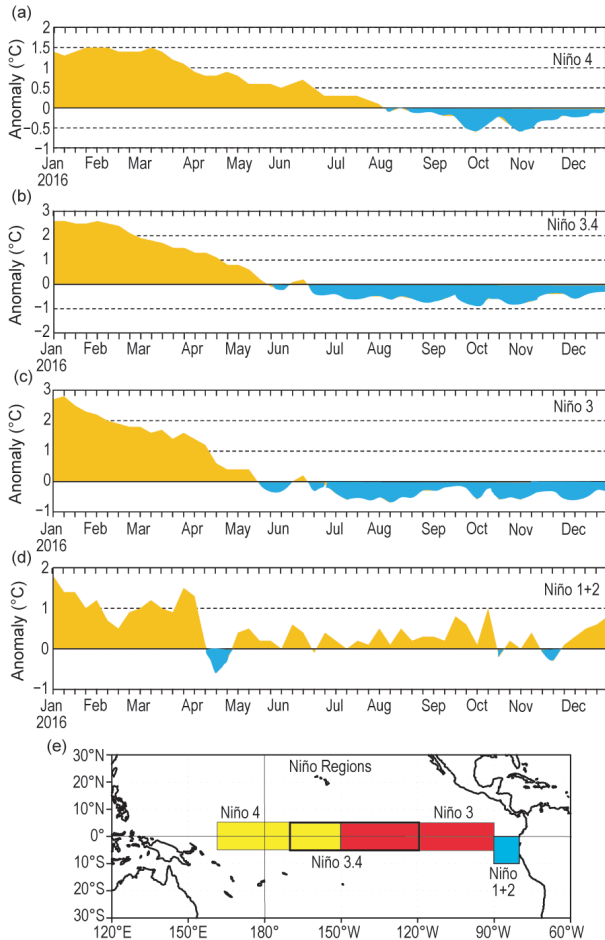 (a)
Anomaly (°C)
2
1.5
1
0.5
0
−0.5
−1
Niño 4
Jan Feb Mar Apr May Jun Jul Aug Sep Oct Nov Dec
2016
(b)
Anomaly (°C)
3
2
1
0
−1
−2
Niño 3.4
Jan Feb Mar Apr May Jun Jul Aug Sep Oct Nov Dec
2016
(c)
Anomaly (°C)
3
2
1
0
−1
Niño 3
Jan Feb Mar Apr May Jun Jul Aug Sep Oct Nov Dec
2016
(d)
Anomaly (°C)
2
1
0
−1
Niño 1+2
Jan Feb Mar Apr May Jun Jul Aug Sep Oct Nov Dec
2016
(e)
30°N
20°N
10°N
0°
10°S
20°S
30°S
Niño Regions
Niño 4
Niño 3
Niño 3.4
Niño
1+2
120°E 150°E 180° 150°W 120°W 90°W 60°W